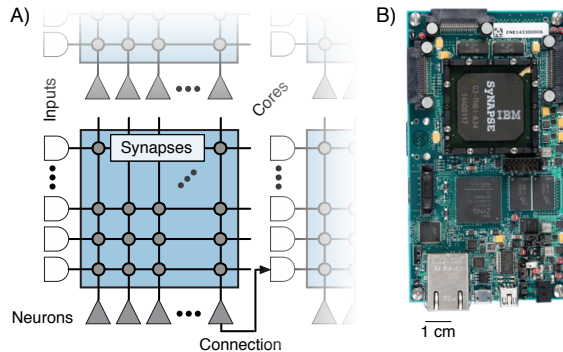 A)
Inputs
Cores
Synapses
Neurons
Connection
B)
IBM
SyNAPSE
1 cm